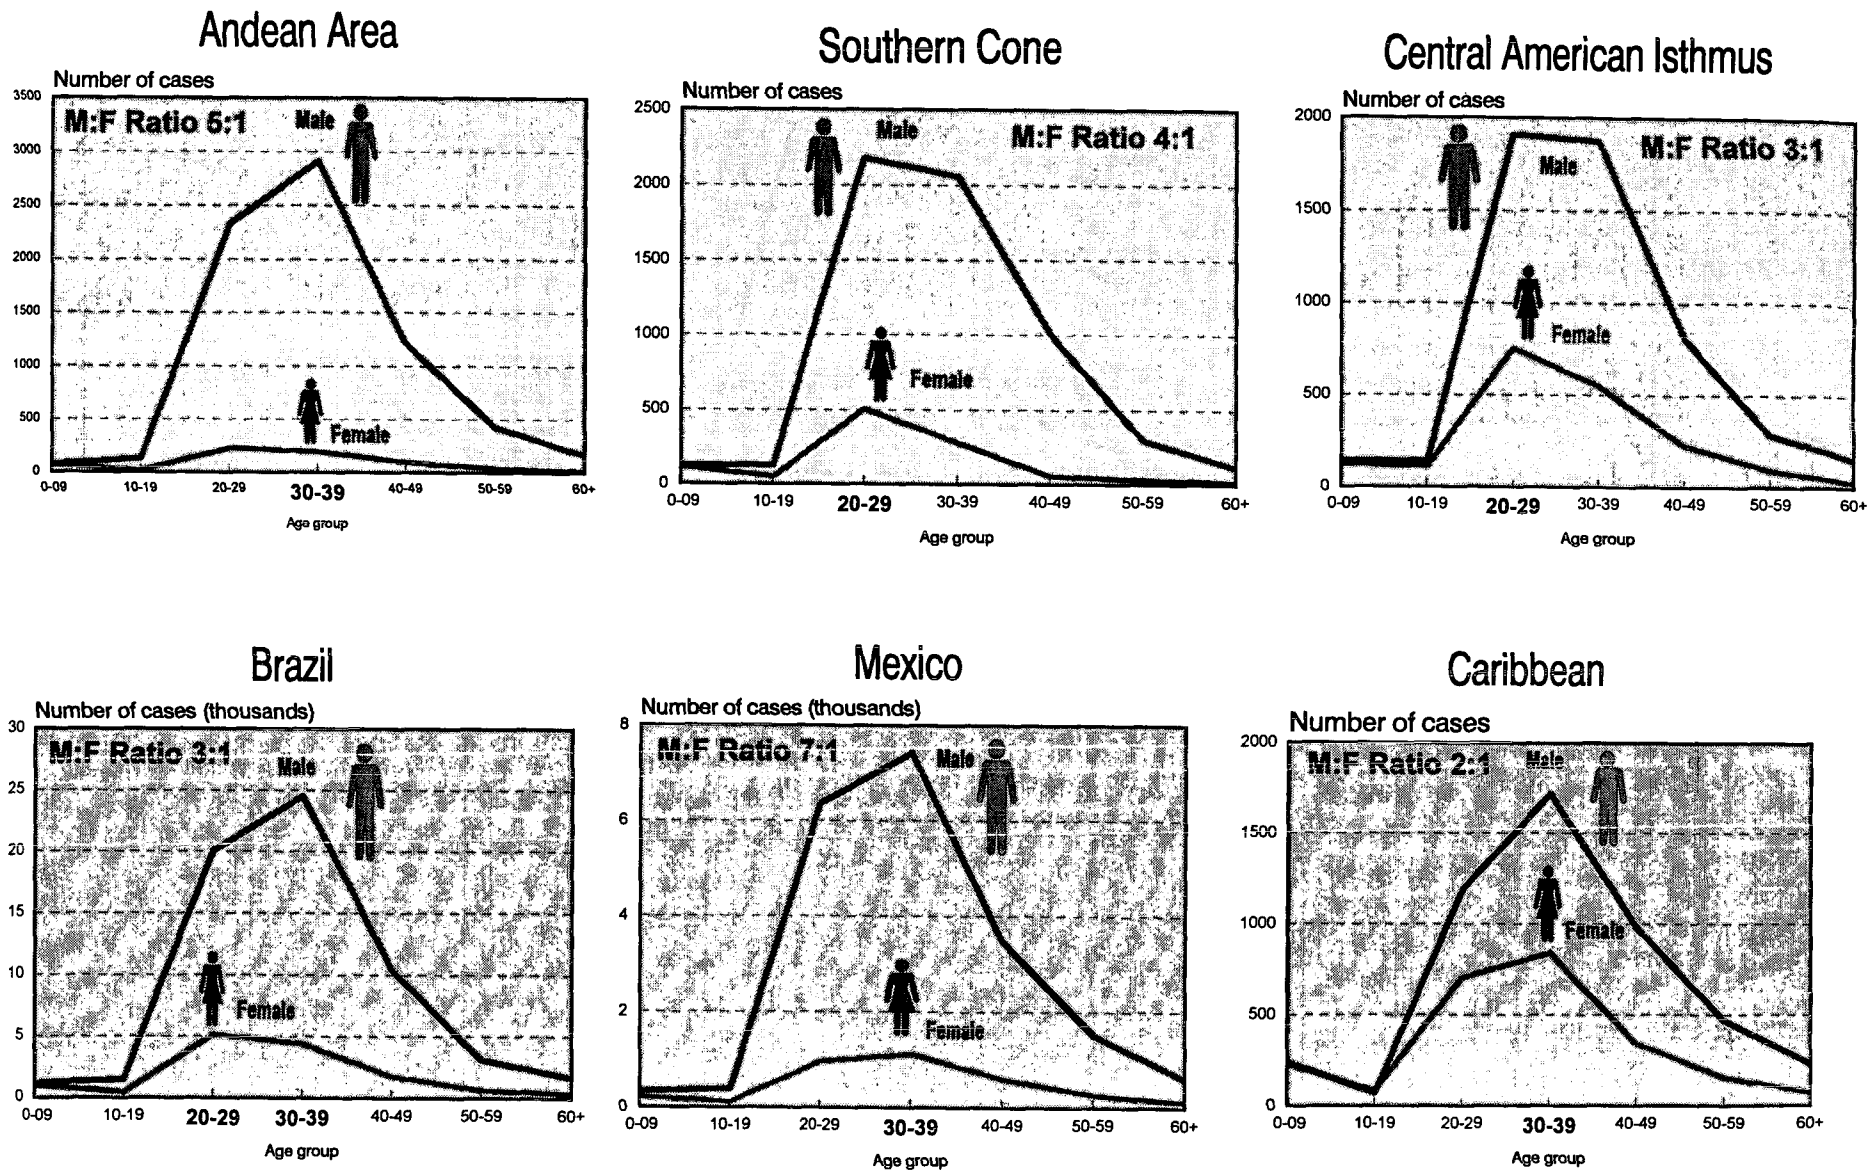 Andean Area
Number of cases
M:F Ratio 5:1
Male
Female
3500
3000
2500
2000
1500
1000
500
0
0-09 10-19 20-29 30-39 40-49 50-59 60+
Age group
Southern Cone
Number of cases
Male
M:F Ratio 4:1
Female
2500
2000
1500
1000
500
0
0-09 10-19 20-29 30-39 40-49 50-59 60+
Age group
Central American Isthmus
Number of cases
M:F Ratio 3:1
Male
Female
2000
1500
1000
500
0
0-09 10-19 20-29 30-39 40-49 50-59 60+
Age group
Brazil
Number of cases (thousands)
M:F Ratio 3:1
Male
Female
30
25
20
15
10
5
0
0-09 10-19 20-29 30-39 40-49 50-59 60+
Age group
Mexico
Number of cases (thousands)
M:F Ratio 7:1
Male
Female
8
6
4
2
0
0-09 10-19 20-29 30-39 40-49 50-59 60+
Age group
Caribbean
Number of cases
M:F Ratio 2:1
Male
Female
2000
1500
1000
500
0
0-09 10-19 20-29 30-39 40-49 50-59 60+
Age group